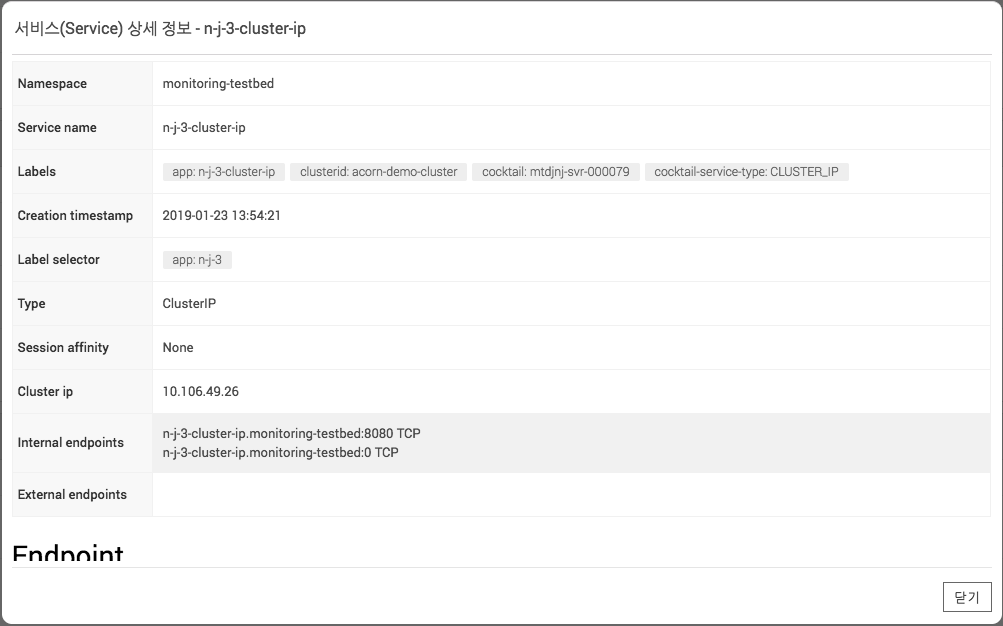 서비스(Service) 상세 정보 - n-j-3-cluster-ip
Namespace monitoring-testbed
Service name n-j-3-cluster-ip
Labels app: n-j-3-cluster-ip clusterid: acorn-demo-cluster cocktail: mtdjnj-svr-000079 cocktail-service-type: CLUSTER_IP
Creation timestamp 2019-01-23 13:54:21
Label selector app: n-j-3
Type ClusterIP
Session affinity None
Cluster ip 10.106.49.26
Internal endpoints n-j-3-cluster-ip.monitoring-testbed:8080 TCP
n-j-3-cluster-ip.monitoring-testbed:0 TCP
External endpoints
Endpoint
닫기